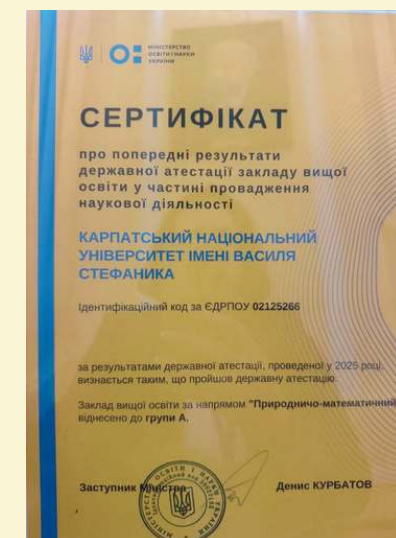 МІНІСТЕРСТВО
ОСВІТИ І НАУКИ
УКРАЇНИ
СЕРТИФІКАТ
про попередні результати
державної атестації закладу вищої
освіти у частині провадження
наукової діяльності
КАРПАТСЬКИЙ НАЦІОНАЛЬНИЙ
УНІВЕРСИТЕТ ІМЕНІ ВАСИЛЯ
СТЕФАНИКА
Ідентифікаційний код за ЄДРПОУ 02125266
за результатами державної атестації, проведеної у 2025 році,
визнається таким, що пройшов державну атестацію.
Заклад вищої освіти за напрямом "Природничо-математичний
віднесено до групи А.
Заступник Міністра
Денис КУРБАТОВ